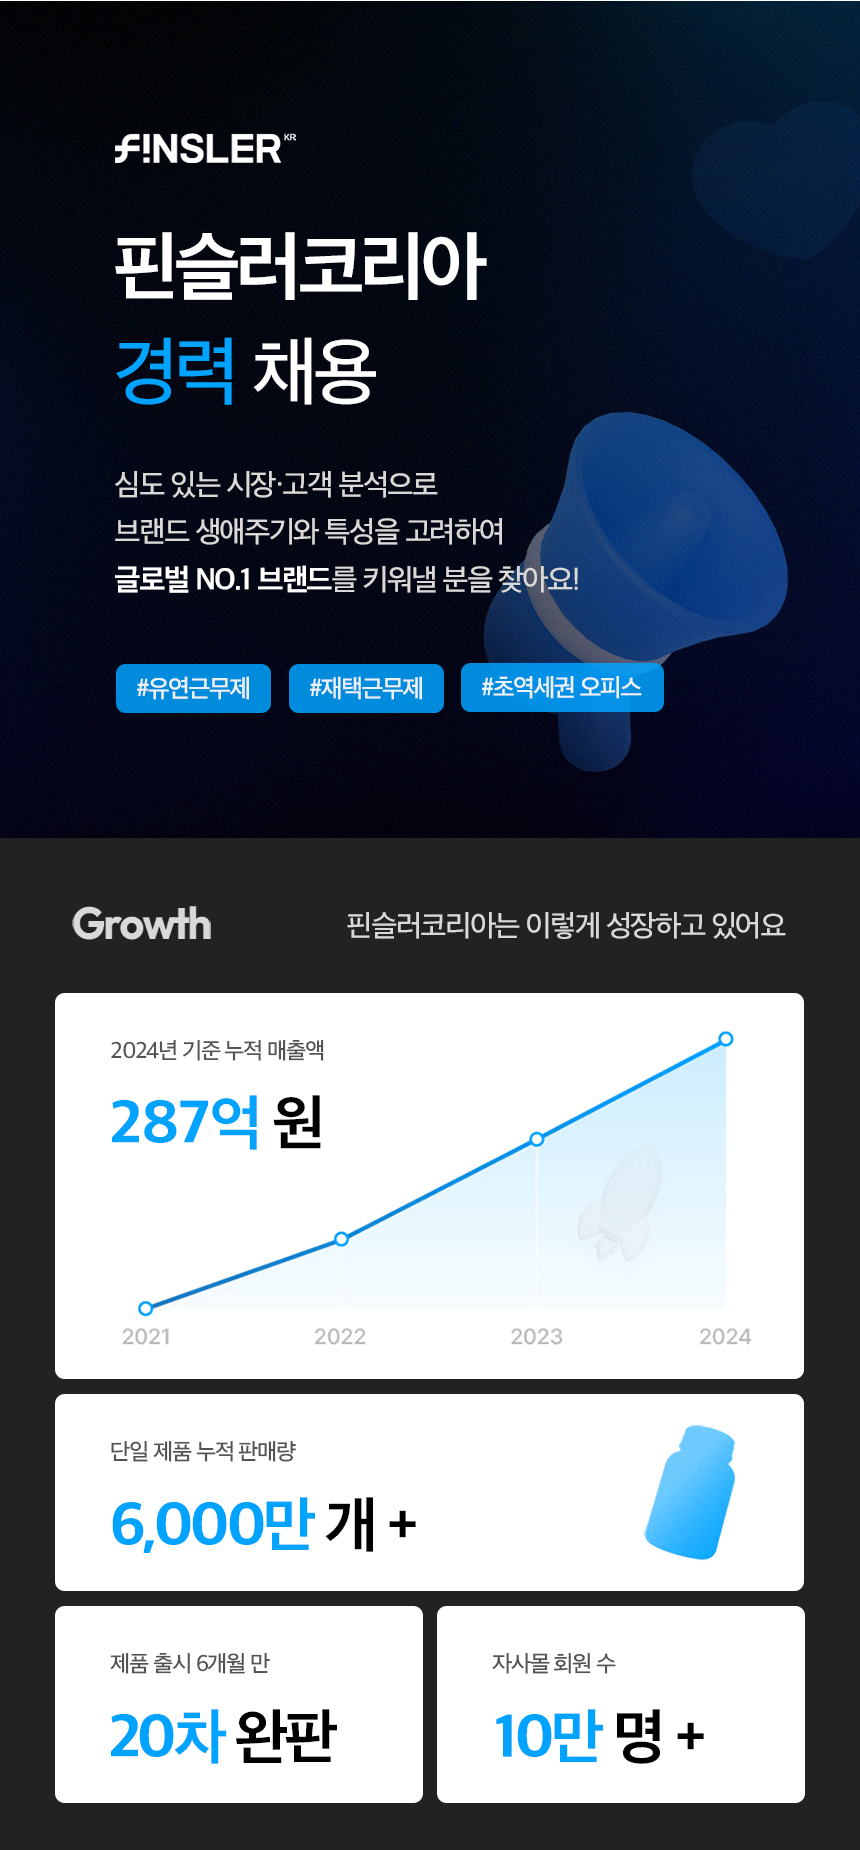 FINSLER KR
핀슬러코리아
경력 채용
심도 있는 시장·고객 분석으로
브랜드 생애주기와 특성을 고려하여
글로벌 NO.1 브랜드를 키워낼 분을 찾아요!
#유연근무제 #재택근무제 #초역세권 오피스
Growth 핀슬러코리아는 이렇게 성장하고 있어요
2024년 기준 누적 매출액
287억 원
2021 2022 2023 2024
단일 제품 누적 판매량
6,000만 개 +
제품 출시 6개월 만
20차 완판
자사몰 회원 수
10만 명 +